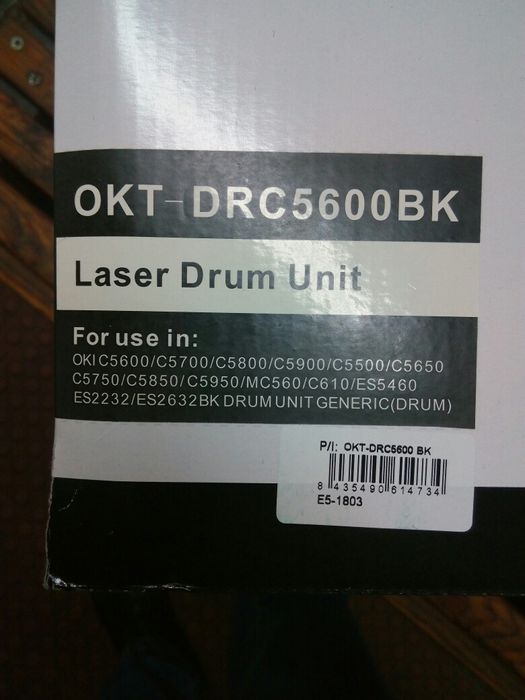 OKT-DRC5600BK
Laser Drum Unit
For use in:
OKI C5600/C5700/C5800/C5900/C5500/C5650
C5750/C5850/C5950/MC560/C610/ES5460
ES2232/ES2632BK DRUM UNIT GENERIC(DRUM)
P/I: OKT-DRC5600 BK
8 435490 614734
E5-1803